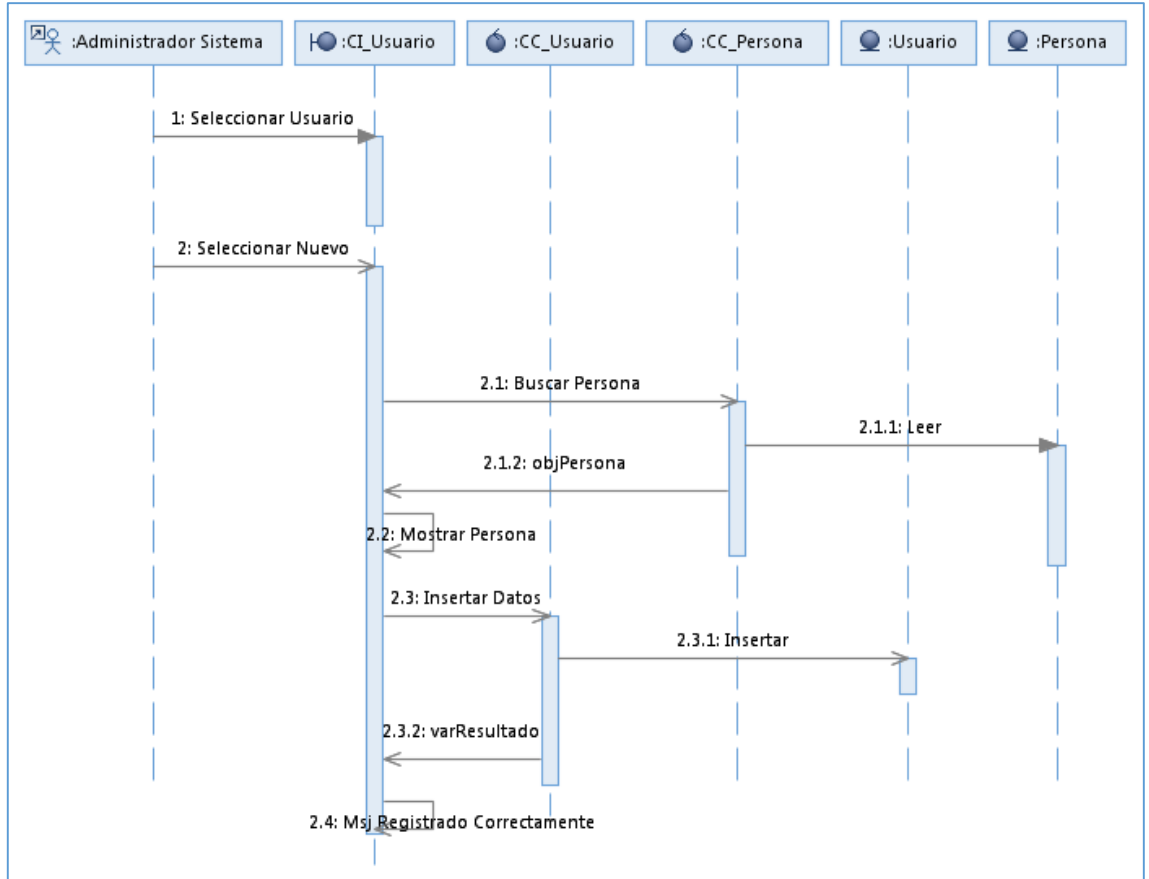 :Administrador Sistema
:CI_Usuario
:CC_Usuario
:CC_Persona
:Usuario
:Persona
1: Seleccionar Usuario
2: Seleccionar Nuevo
2.1: Buscar Persona
2.1.1: Leer
2.1.2: objPersona
2.2: Mostrar Persona
2.3: Insertar Datos
2.3.1: Insertar
2.3.2: varResultado
2.4: Msj Registrado Correctamente